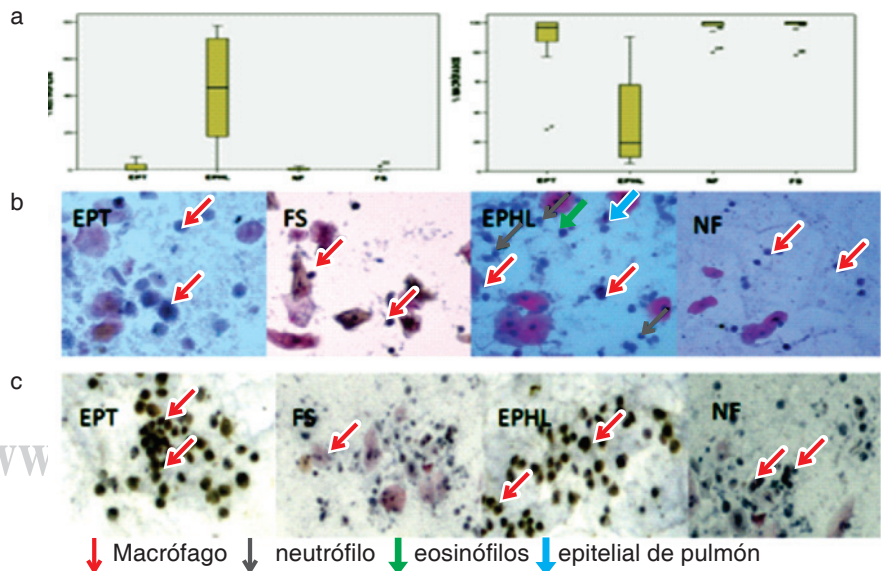 a
EPT EPHL NF FS
EPT EPHL NF FS
b
EPT FS EPHL NF
c
EPT FS EPHL NF
Macrófago neutrófilo eosinófilos epitelial de pulmón